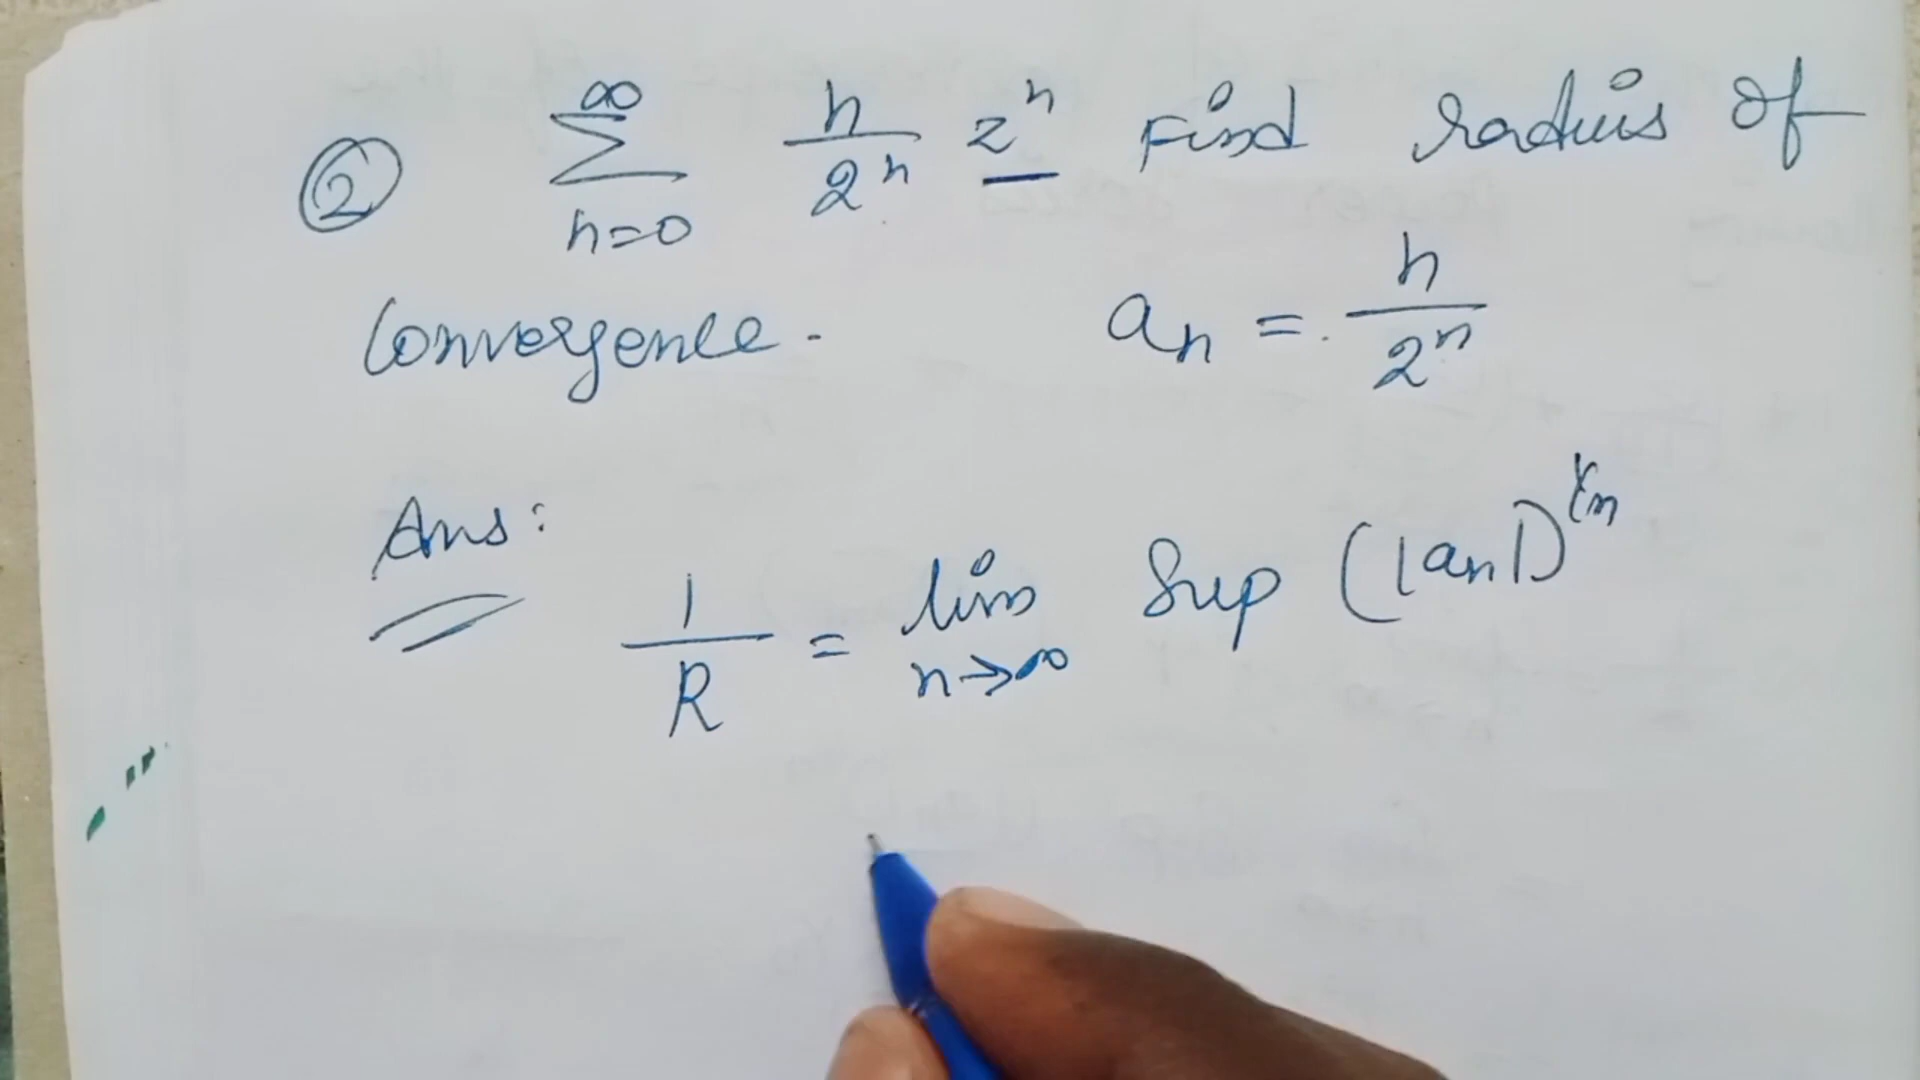 ② ∑_{n=0}^{∞} n/2^n z^n Find radius of
Convergence. a_n = n/2^n
Ans:
1/R = lim_{n→∞} Sup (|a_n|)^{1/n}